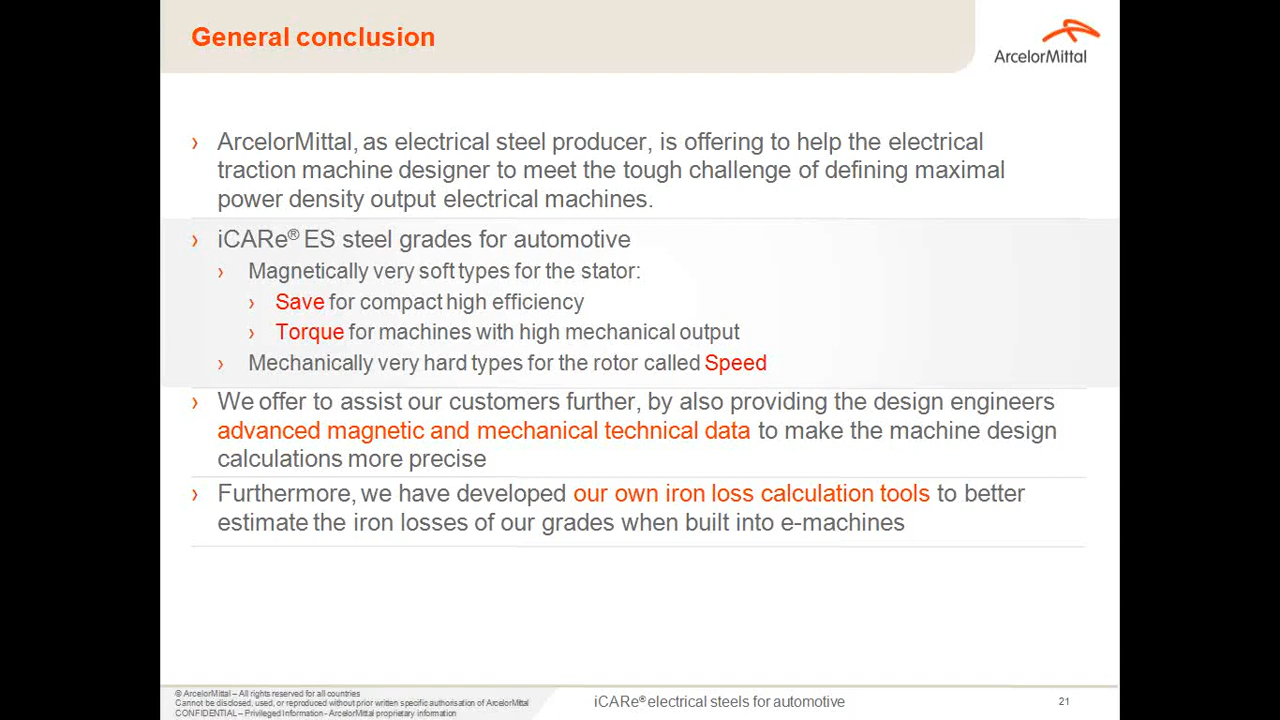 General conclusion
ArcelorMittal
› ArcelorMittal, as electrical steel producer, is offering to help the electrical
traction machine designer to meet the tough challenge of defining maximal
power density output electrical machines.
› iCARe® ES steel grades for automotive
› Magnetically very soft types for the stator:
› Save for compact high efficiency
› Torque for machines with high mechanical output
› Mechanically very hard types for the rotor called Speed
› We offer to assist our customers further, by also providing the design engineers
advanced magnetic and mechanical technical data to make the machine design
calculations more precise
› Furthermore, we have developed our own iron loss calculation tools to better
estimate the iron losses of our grades when built into e-machines
© ArcelorMittal – All rights reserved for all countries
Cannot be disclosed, used, or reproduced without prior written specific authorisation of ArcelorMittal
CONFIDENTIAL – Privileged Information - ArcelorMittal proprietary information
iCARe® electrical steels for automotive
21